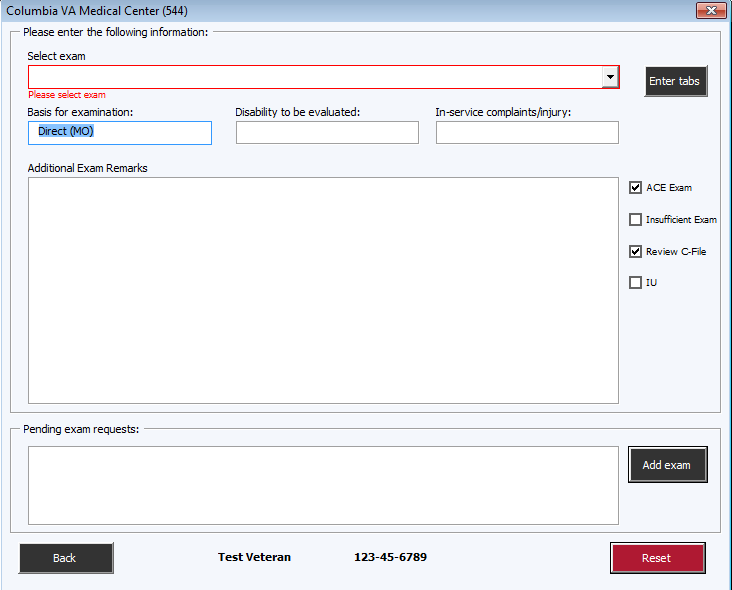 Columbia VA Medical Center (544)
Please enter the following information:
Select exam
Please select exam
Enter tabs
Basis for examination:
Disability to be evaluated:
In-service complaints/injury:
Direct (MO)
Additional Exam Remarks
ACE Exam
Insufficient Exam
Review C-File
IU
Pending exam requests:
Add exam
Back
Test Veteran
123-45-6789
Reset